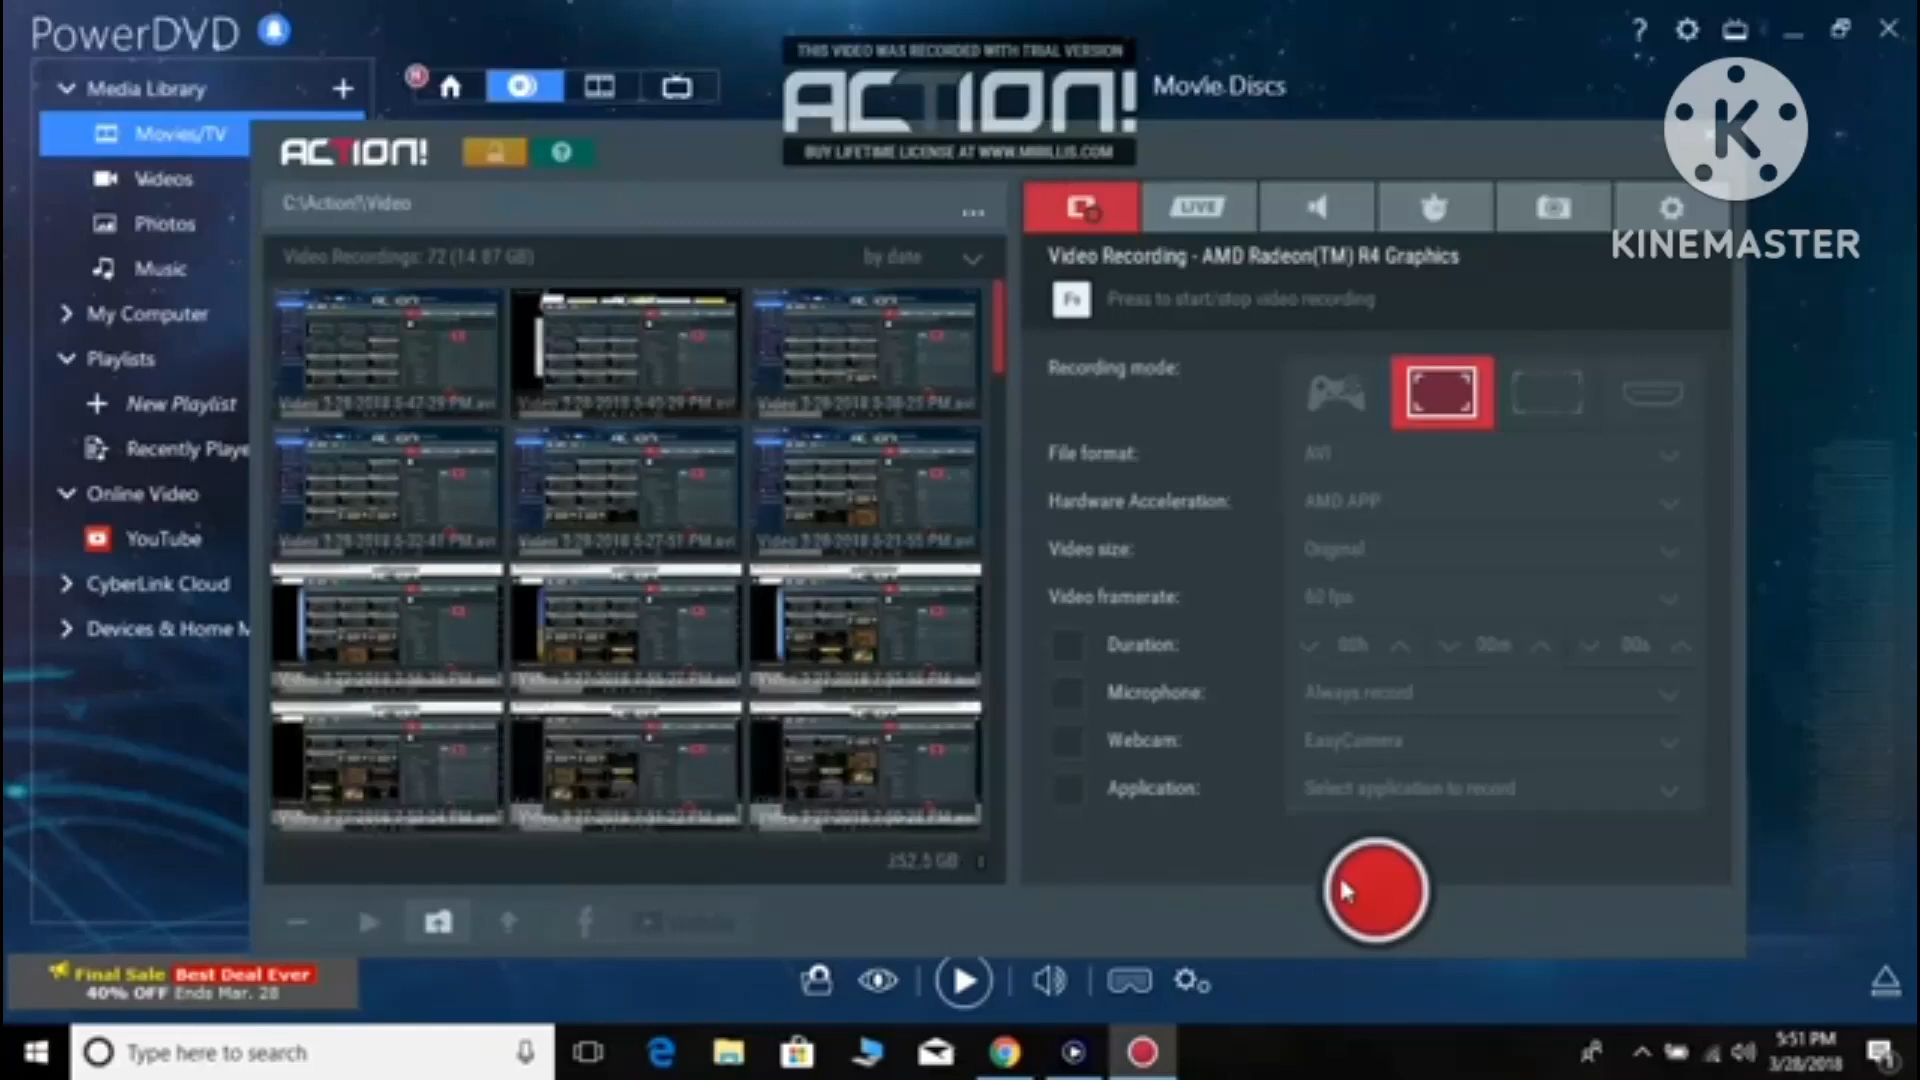 PowerDVD
THIS VIDEO WAS RECORDED WITH TRIAL VERSION
ACTION!
BUY LIFETIME LICENSE AT WWW.MIRILLIS.COM
Movie Discs
K
KINEMASTER
Media Library
Movies/TV
Videos
Photos
Music
My Computer
Playlists
New Playlist
Recently Playe
Online Video
YouTube
CyberLink Cloud
Devices & Home M
ACTION!
C:\Action!\Video
...
Video Recordings: 72 (14.87 GB)
by date
LIVE
Video Recording - AMD Radeon(TM) R4 Graphics
F9
Press to start/stop video recording
Recording mode:
File format:
AVI
Hardware Acceleration:
AMD APP
Video size:
Original
Video framerate:
60 fps
Duration:
00h
00m
00s
Microphone:
Always record
Webcam:
EasyCamera
Application:
Select application to record
352.5 GB
Final Sale Best Deal Ever
40% OFF Ends Mar. 28
Type here to search
5:51 PM
3/28/2018